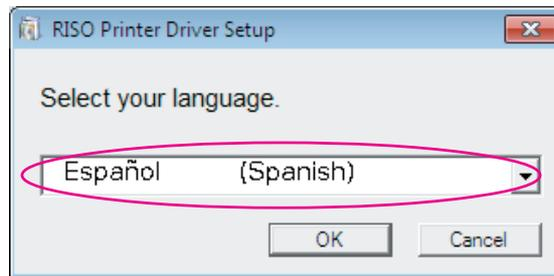 RISO Printer Driver Setup
Select your language.
Español (Spanish)
OK Cancel